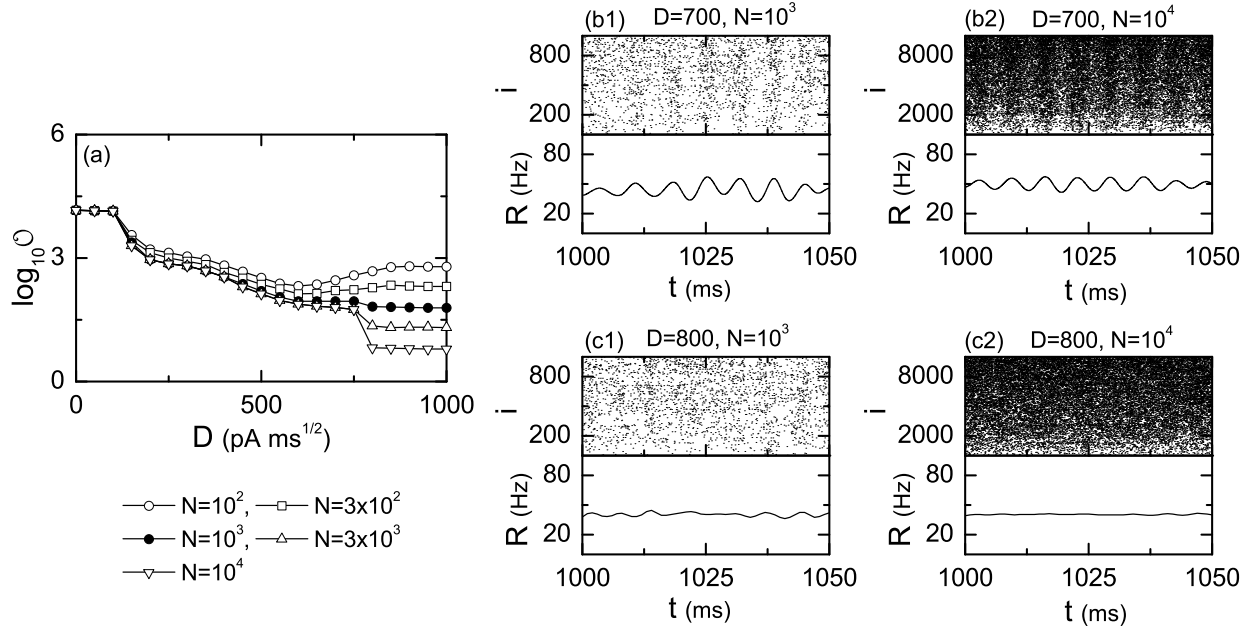 (a)
6
3
0
log₁₀𝒪
0
500
1000
D (pA ms^1/2)
N=10²,
N=3x10²
N=10³,
N=3x10³
N=10⁴
(b1) D=700, N=10³
800
200
i
80
20
R (Hz)
1000
1025
1050
t (ms)
(b2) D=700, N=10⁴
8000
2000
i
80
20
R (Hz)
1000
1025
1050
t (ms)
(c1) D=800, N=10³
800
200
i
80
20
R (Hz)
1000
1025
1050
t (ms)
(c2) D=800, N=10⁴
8000
2000
i
80
20
R (Hz)
1000
1025
1050
t (ms)